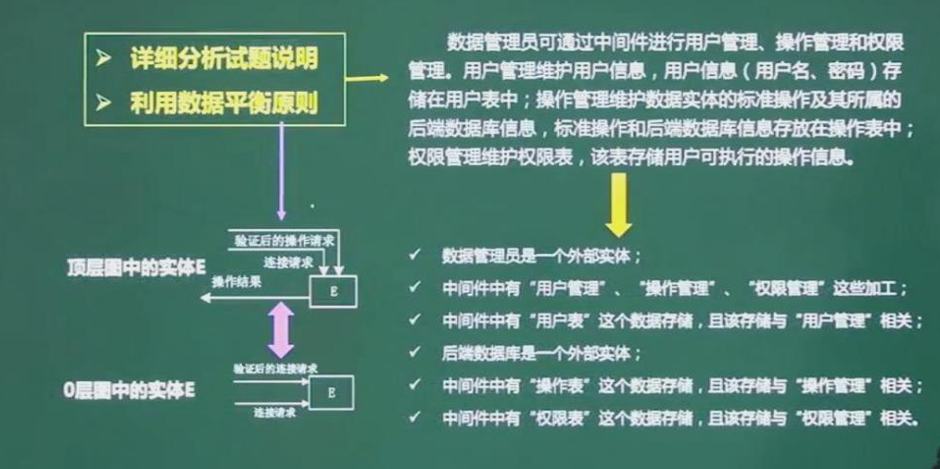 ➢ 详细分析试题说明
➢ 利用数据平衡原则
数据管理员可通过中间件进行用户管理、操作管理和权限
管理。用户管理维护用户信息，用户信息（用户名、密码）存
储在用户表中；操作管理维护数据实体的标准操作及其所属的
后端数据库信息，标准操作和后端数据库信息存放在操作表中；
权限管理维护权限表，该表存储用户可执行的操作信息。
顶层图中的实体E
验证后的操作请求
连接请求
操作结果
E
0层图中的实体E
验证后的连接请求
连接请求
E
✓ 数据管理员是一个外部实体；
✓ 中间件中有“用户管理”、“操作管理”、“权限管理”这些加工；
✓ 中间件中有“用户表”这个数据存储，且该存储与“用户管理”相关；
✓ 后端数据库是一个外部实体；
✓ 中间件中有“操作表”这个数据存储，且该存储与“操作管理”相关；
✓ 中间件中有“权限表”这个数据存储，且该存储与“权限管理”相关。